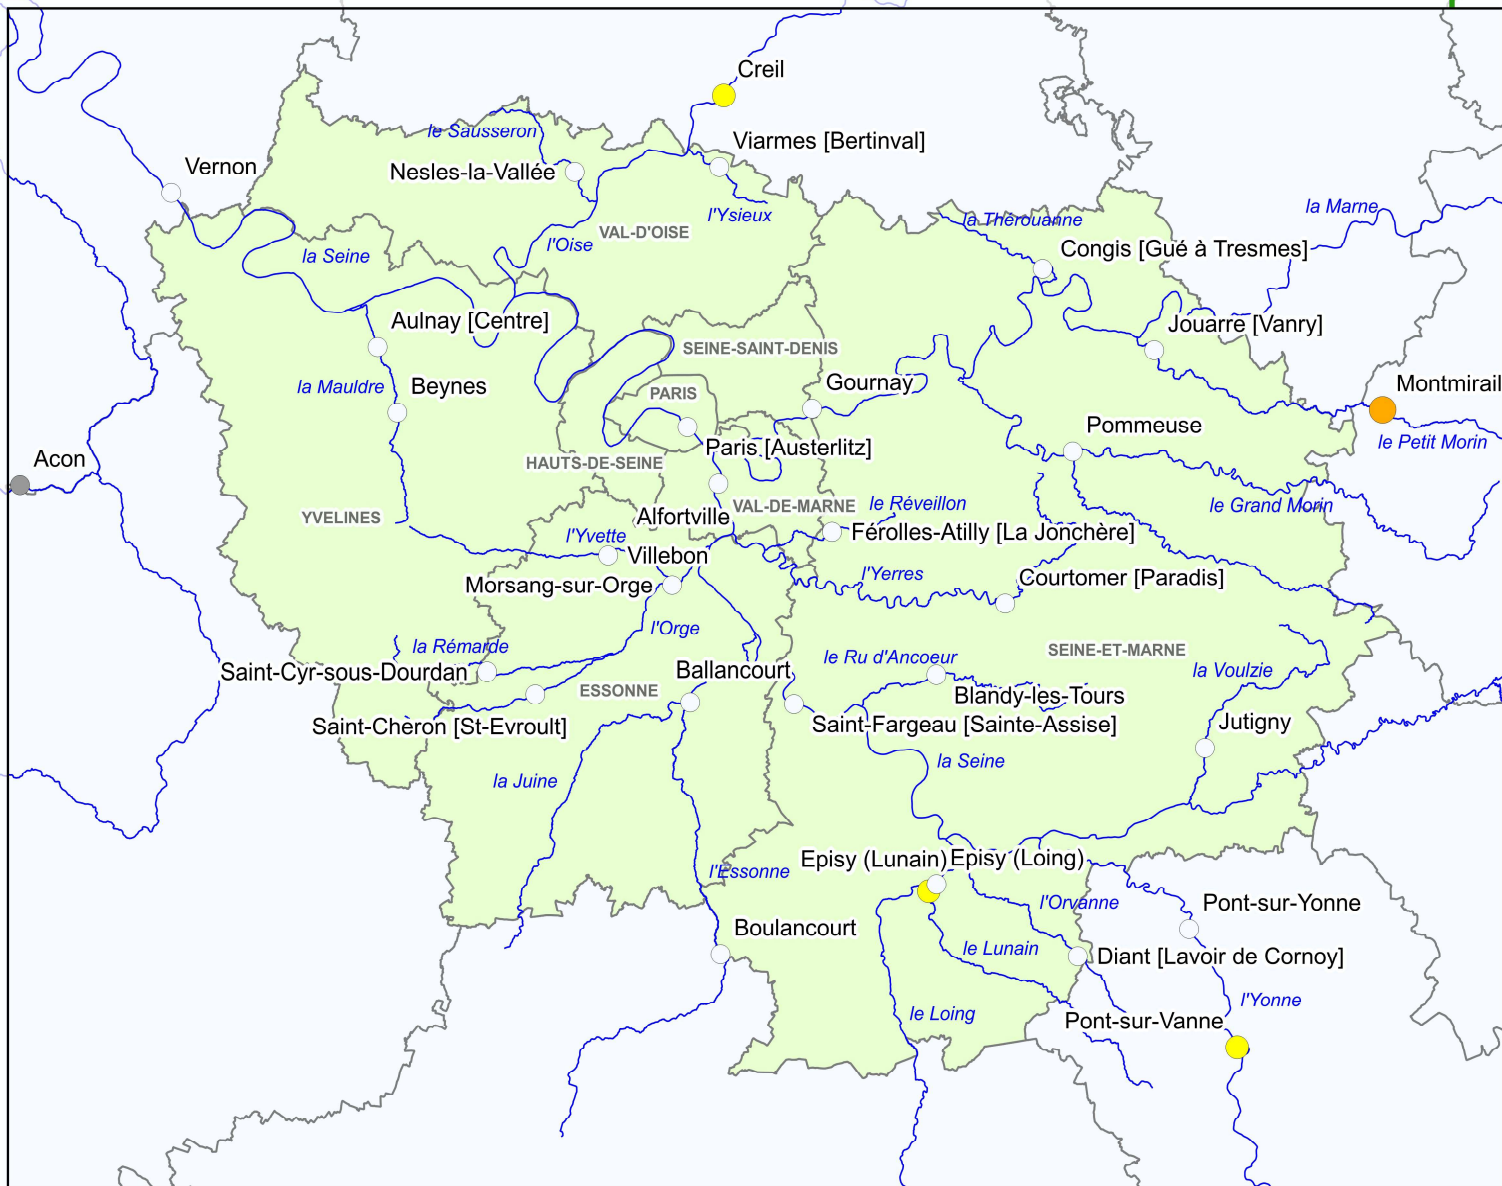 Creil
le Sausseron
Viarmes [Bertinval]
Vernon
Nesles-la-Vallée
l'Ysieux
la Marne
la Thérouanne
VAL-D'OISE
l'Oise
Congis [Gué à Tresmes]
la Seine
Aulnay [Centre]
Jouarre [Vanry]
SEINE-SAINT-DENIS
la Mauldre
Beynes
PARIS
Gournay
Montmirail
Pommeuse
le Petit Morin
Paris [Austerlitz]
Acon
HAUTS-DE-SEINE
le Réveillon
VAL-DE-MARNE
le Grand Morin
YVELINES
Alfortville
l'Yvette
Férolles-Atilly [La Jonchère]
Villebon
l'Yerres
Courtomer [Paradis]
Morsang-sur-Orge
l'Orge
la Rémarde
le Ru d'Ancoeur
SEINE-ET-MARNE
Saint-Cyr-sous-Dourdan
Ballancourt
la Voulzie
ESSONNE
Blandy-les-Tours
Saint-Chéron [St-Evroult]
Saint-Fargeau [Sainte-Assise]
Jutigny
la Seine
la Juine
Episy (Lunain)
Episy (Loing)
l'Essonne
l'Orvanne
Pont-sur-Yonne
Boulancourt
le Lunain
Diant [Lavoir de Cornoy]
l'Yonne
le Loing
Pont-sur-Vanne